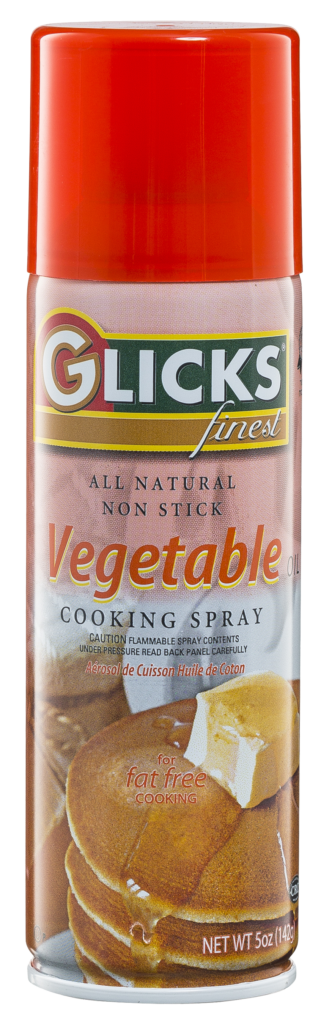 GLICKS®
finest
ALL NATURAL
NON STICK
Vegetable OIL
COOKING SPRAY
CAUTION FLAMMABLE SPRAY CONTENTS
UNDER PRESSURE READ BACK PANEL CAREFULLY
Aérosol de Cuisson Huile de Coton
for
fat free
COOKING
NET WT 5oz (142g